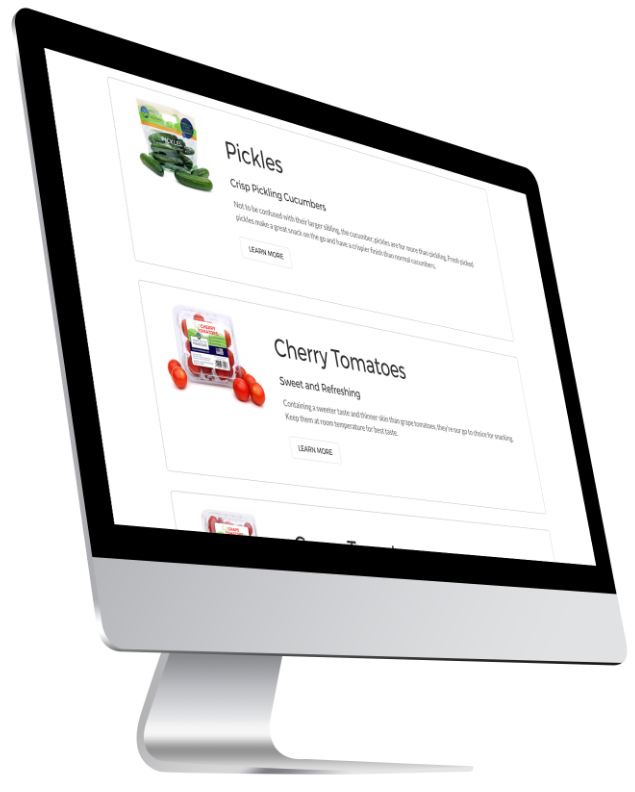 PICKLES
Pickles
Crisp Pickling Cucumbers
Not to be confused with their larger sibling, the cucumber, pickles are for more than pickling. Fresh picked
pickles make a great snack on the go and have a crispier finish than normal cucumbers.
LEARN MORE
CHERRY
TOMATOES
Cherry Tomatoes
Sweet and Refreshing
Containing a sweeter taste and thinner skin than grape tomatoes, they're our go to choice for snacking.
Keep them at room temperature for best taste.
LEARN MORE